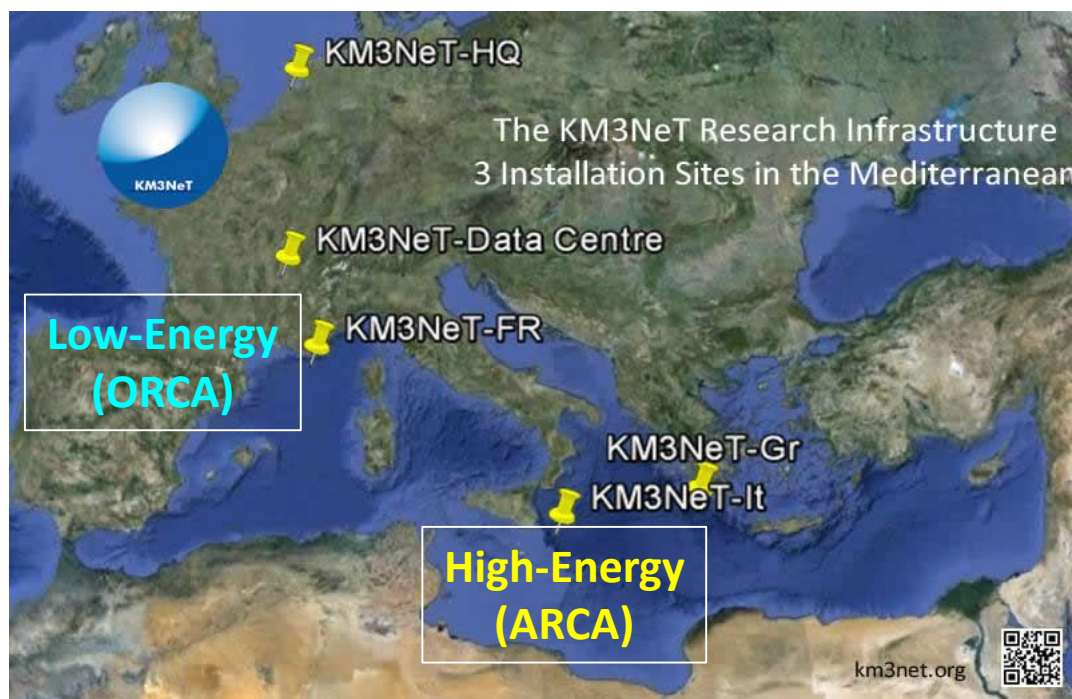 KM3NeT-HQ
The KM3NeT Research Infrastructure
3 Installation Sites in the Mediterranean
KM3NeT
KM3NeT-Data Centre
Low-Energy
(ORCA)
KM3NeT-FR
KM3NeT-Gr
KM3NeT-It
High-Energy
(ARCA)
km3net.org